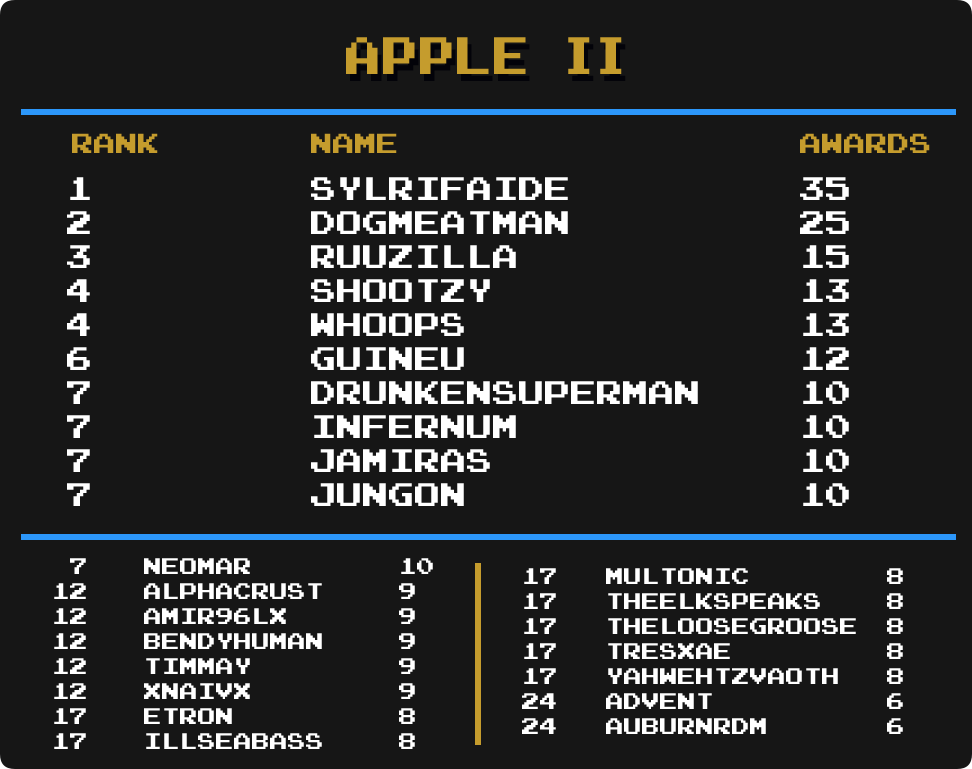 APPLE II
RANK NAME AWARDS
1 SYLRIFAIDE 35
2 DOGMEATMAN 25
3 RUUZILLA 15
4 SHOOTZY 13
4 WHOOPS 13
6 GUINEU 12
7 DRUNKENSUPERMAN 10
7 INFERNUM 10
7 JAMIRAS 10
7 JUNGON 10
7 NEOMAR 10
12 ALPHACRUST 9
12 AMIR96LX 9
12 BENDYHUMAN 9
12 TIMMAY 9
12 XNAIVX 9
17 ETRON 8
17 ILLSEABASS 8
17 MULTONIC 8
17 THEELKSPEAKS 8
17 THELOOSEGROOSE 8
17 TRESXAE 8
17 YAHWEHTZVAOTH 8
24 ADVENT 6
24 AUBURNRDM 6